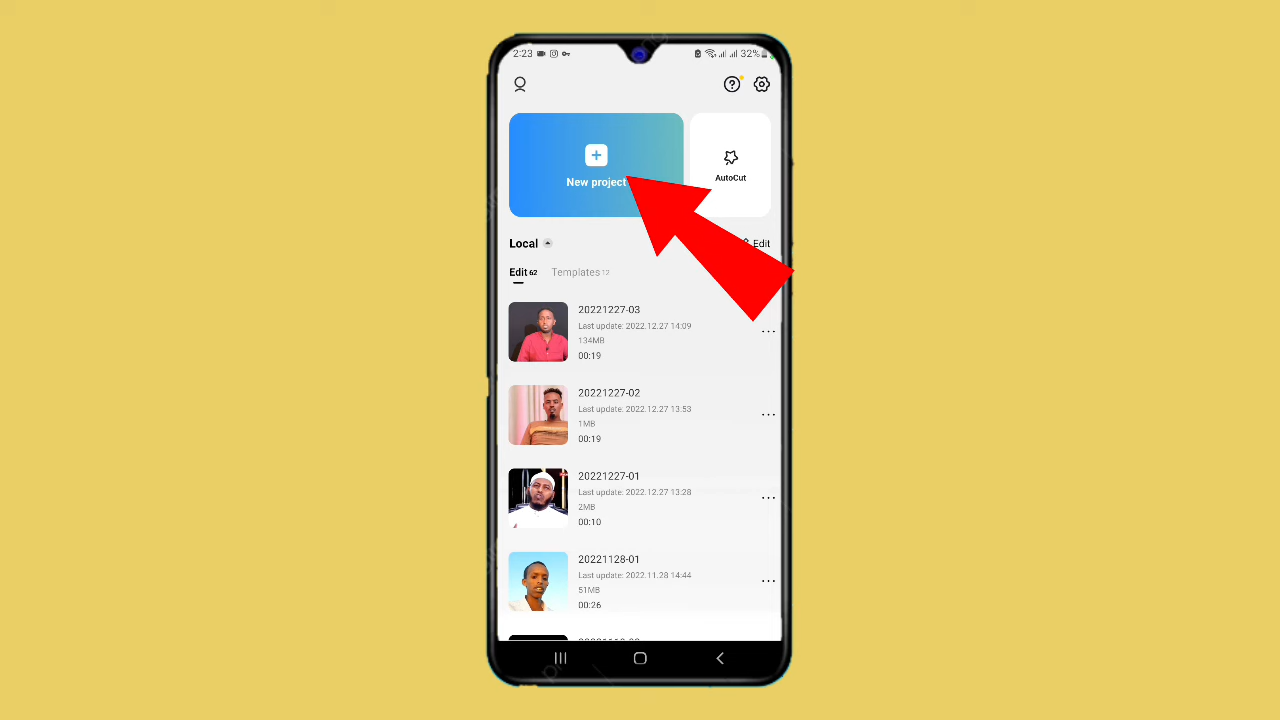 2:23
32%
New project
AutoCut
Local
Edit
Edit 62
Templates 12
20221227-03
Last update: 2022.12.27 14:09
134MB
00:19
20221227-02
Last update: 2022.12.27 13:53
1MB
00:19
20221227-01
Last update: 2022.12.27 13:28
2MB
00:10
20221128-01
Last update: 2022.11.28 14:44
51MB
00:26